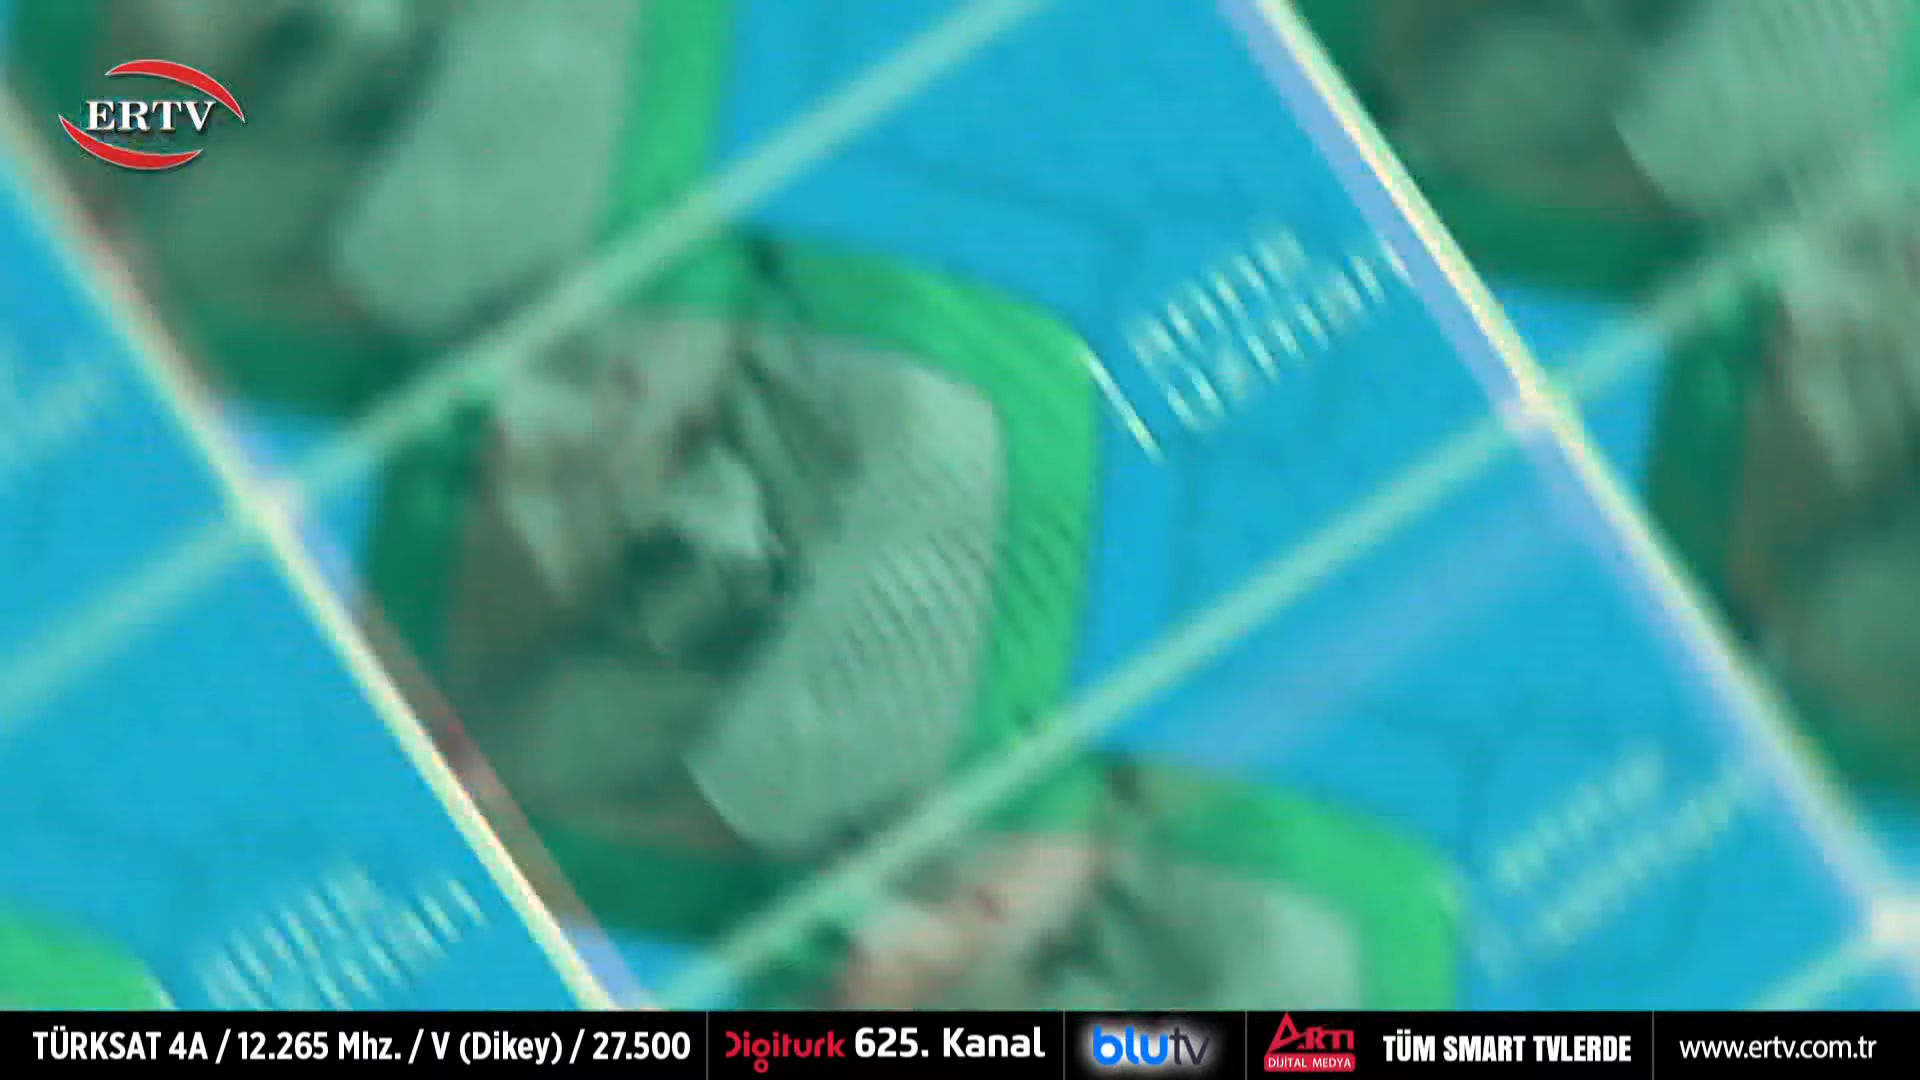 ERTV
TÜRKSAT 4A / 12.265 Mhz. / V (Dikey) / 27.500
Digiturk 625. Kanal
blutv
ARTI
DİJİTAL MEDYA
TÜM SMART TVLERDE
www.ertv.com.tr